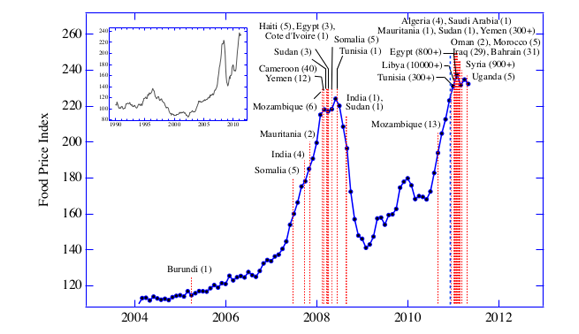 Food Price Index
260
240
220
200
180
160
140
120
2004
2006
2008
2010
2012
240
220
200
180
160
140
120
100
80
1990
1995
2000
2005
2010
Haiti (5), Egypt (3),
Cote d'Ivoire (1)
Somalia (5)
Sudan (3)
Tunisia (1)
Cameroon (40)
Yemen (12)
Mozambique (6)
India (1),
Sudan (1)
Mauritania (2)
India (4)
Somalia (5)
Burundi (1)
Algeria (4), Saudi Arabia (1)
Mauritania (1), Sudan (1), Yemen (300+)
Oman (2), Morocco (5)
Egypt (800+)
Iraq (29), Bahrain (31)
Libya (10000+)
Syria (900+)
Tunisia (300+)
Uganda (5)
Mozambique (13)